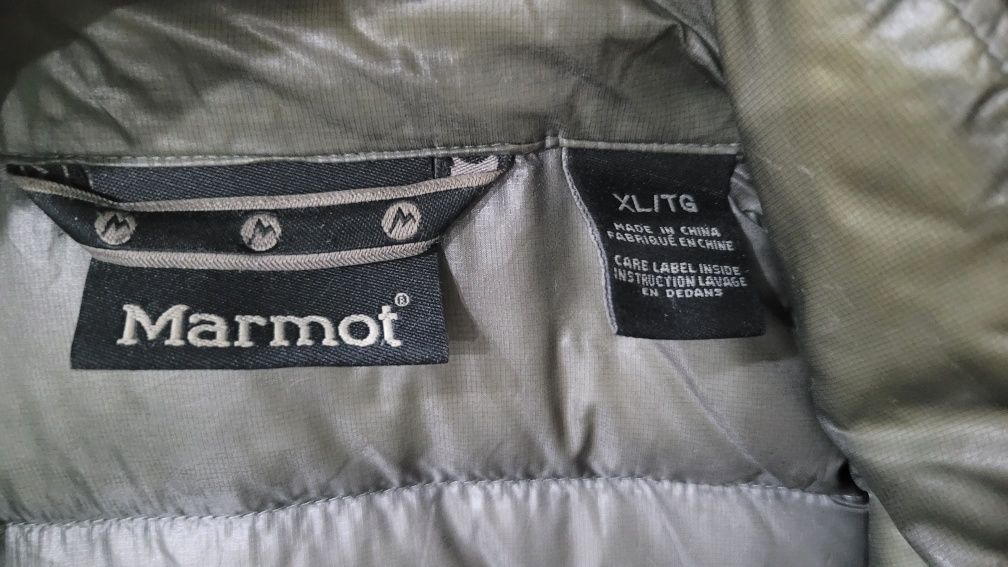 Marmot®
XL/TG
MADE IN CHINA
FABRIQUÉ EN CHINE
CARE LABEL INSIDE
INSTRUCTION LAVAGE
EN DEDANS